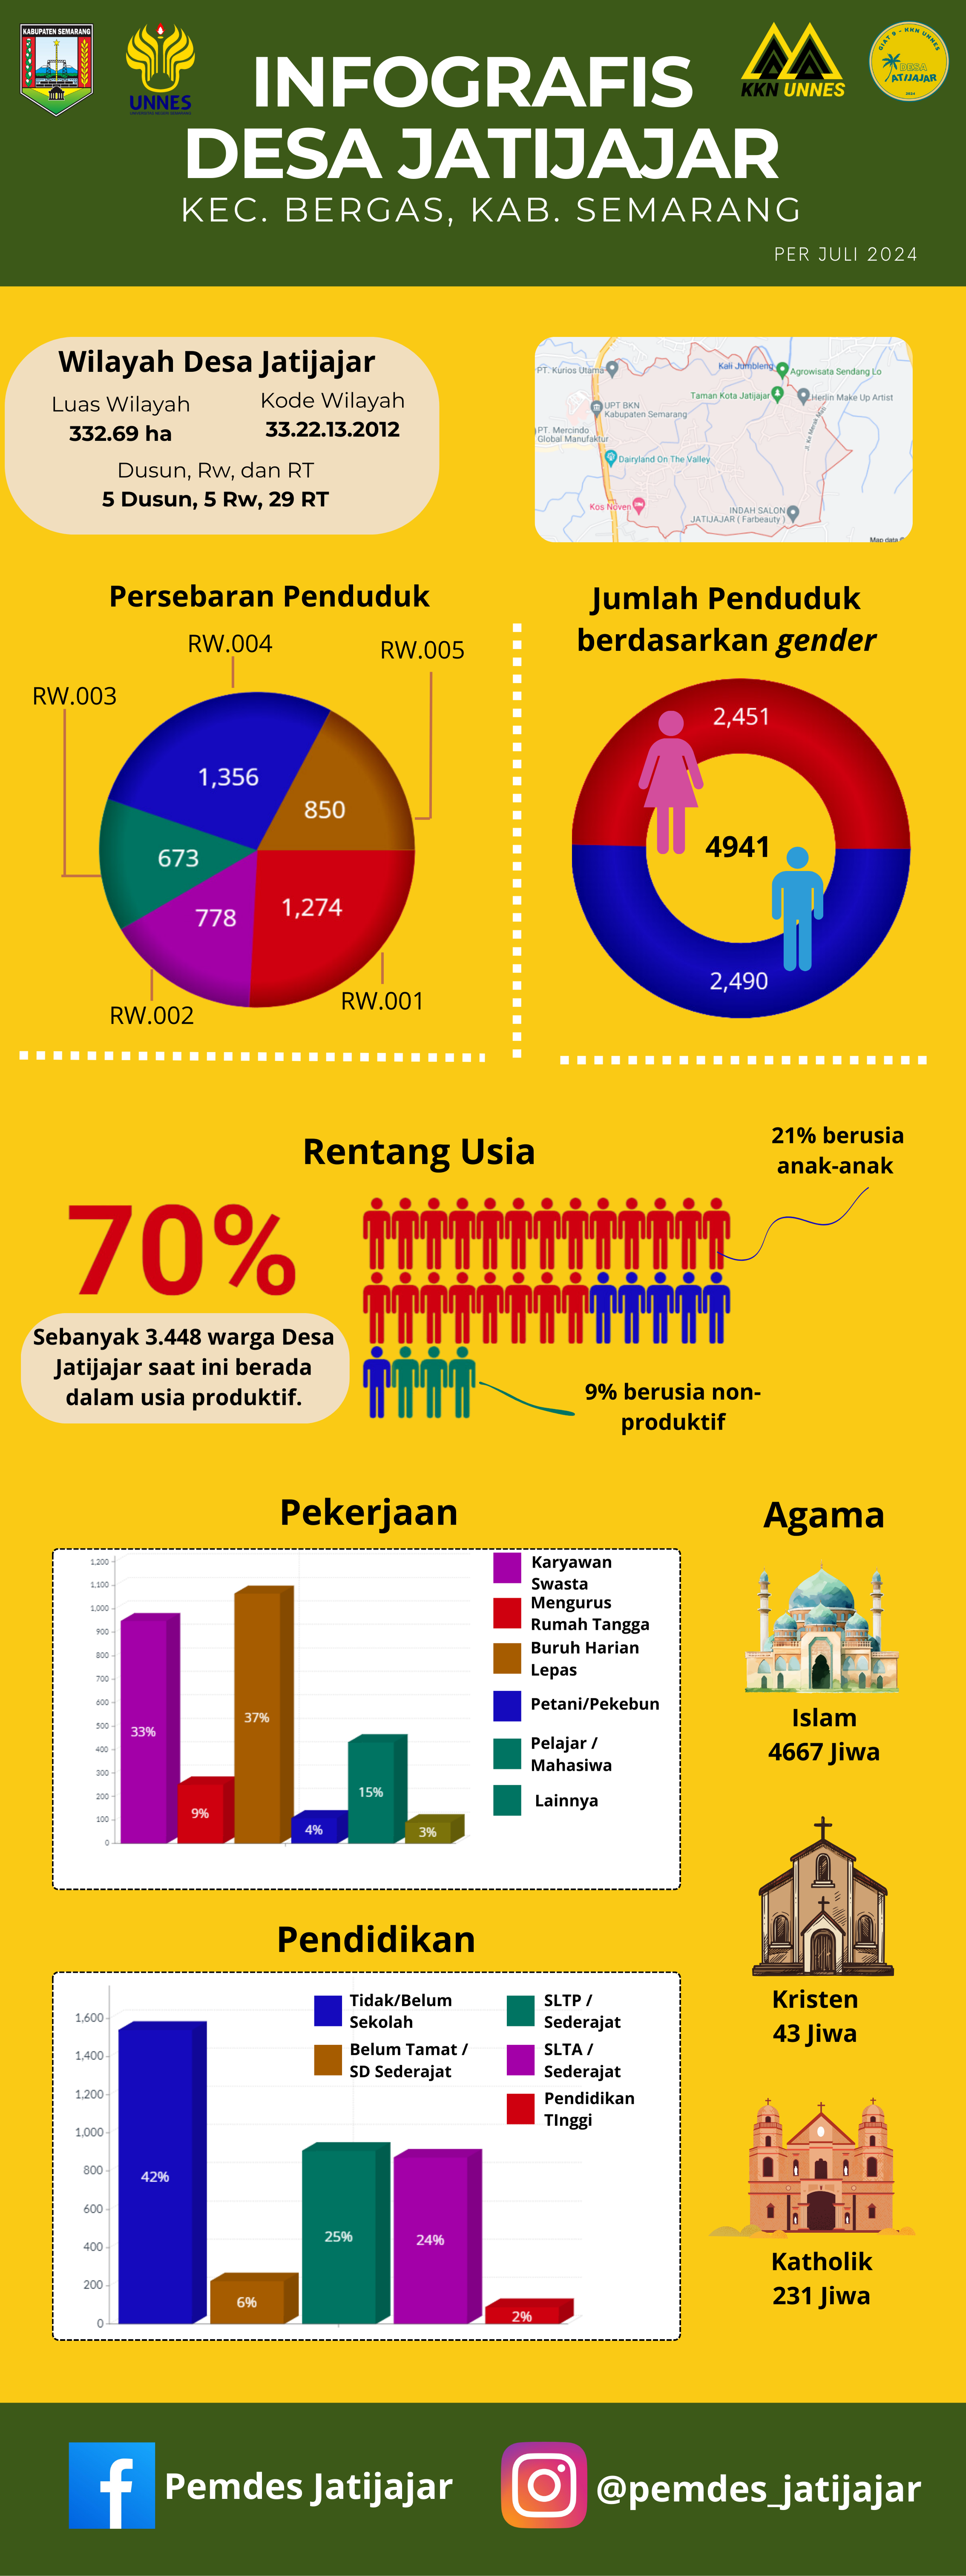 KABUPATEN SEMARANG
UNNES
KKN UNNES
GIAT 9 - KKN UNNES
DESA
JATIJAJAR
2024
INFOGRAFIS
DESA JATIJAJAR
KEC. BERGAS, KAB. SEMARANG
PER JULI 2024
Wilayah Desa Jatijajar
Luas Wilayah
332.69 ha
Kode Wilayah
33.22.13.2012
Dusun, Rw, dan RT
5 Dusun, 5 Rw, 29 RT
PT. Kurios Utama
Kali Jumbleng
Agrowisata Sendang Lo
Taman Kota Jatijajar
Herlin Make Up Artist
UPT BKN
Kabupaten Semarang
PT. Mercindo
Global Manufaktur
Dairyland On The Valley
Kos Noven
INDAH SALON
JATIJAJAR ( Farbeauty )
Map data ©
Persebaran Penduduk
RW.004
RW.005
RW.003
1,356
850
673
778
1,274
RW.002
RW.001
Jumlah Penduduk
berdasarkan gender
2,451
4941
2,490
Rentang Usia
21% berusia
anak-anak
70%
Sebanyak 3.448 warga Desa
Jatijajar saat ini berada
dalam usia produktif.
9% berusia non-
produktif
Pekerjaan
1,200
1,100
1,000
900
800
700
600
500
400
300
200
100
0
33%
9%
37%
4%
15%
3%
Karyawan
Swasta
Mengurus
Rumah Tangga
Buruh Harian
Lepas
Petani/Pekebun
Pelajar /
Mahasiwa
Lainnya
Agama
Islam
4667 Jiwa
Kristen
43 Jiwa
Katholik
231 Jiwa
Pendidikan
1,600
1,400
1,200
1,000
800
600
400
200
0
42%
6%
25%
24%
2%
Tidak/Belum
Sekolah
Belum Tamat /
SD Sederajat
SLTP /
Sederajat
SLTA /
Sederajat
Pendidikan
TInggi
Pemdes Jatijajar
@pemdes_jatijajar